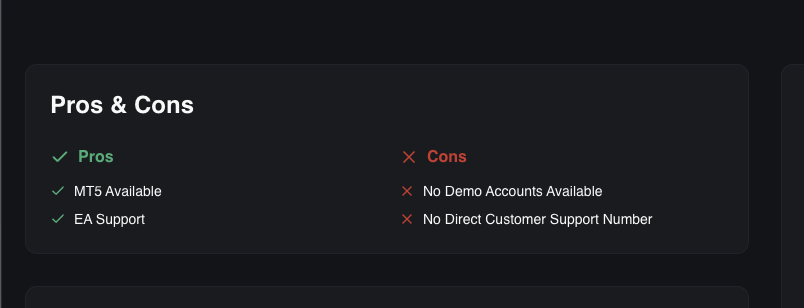 Pros & Cons
Pros
MT5 Available
EA Support
Cons
No Demo Accounts Available
No Direct Customer Support Number